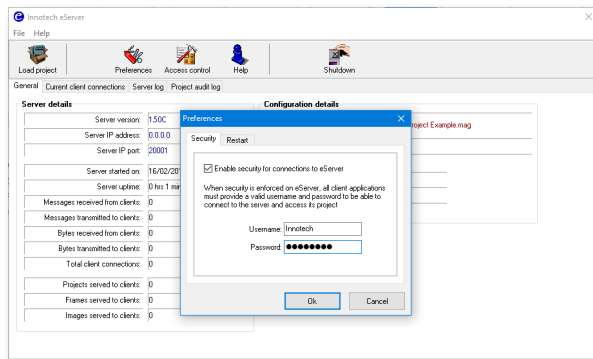 Innotech eServer
File Help
Load project Preferences Access control Help Shutdown
General Current client connections Server log Project audit log
Server details
Server version: 1.50C
Server IP address: 0.0.0.0
Server IP port: 20001
Server started on: 16/02/201
Server uptime: 0 hrs 1 min
Messages received from clients: 0
Messages transmitted to clients: 0
Bytes received from clients: 0
Bytes transmitted to clients: 0
Total client connections: 0
Projects served to clients: 0
Frames served to clients: 0
Images served to clients: 0
Configuration details
roject Example.mag
Preferences
Security Restart
Enable security for connections to eServer
When security is enforced on eServer, all client applications
must provide a valid username and password to be able to
connect to the server and access its project
Username: Innotech
Password: ●●●●●●●●
Ok Cancel